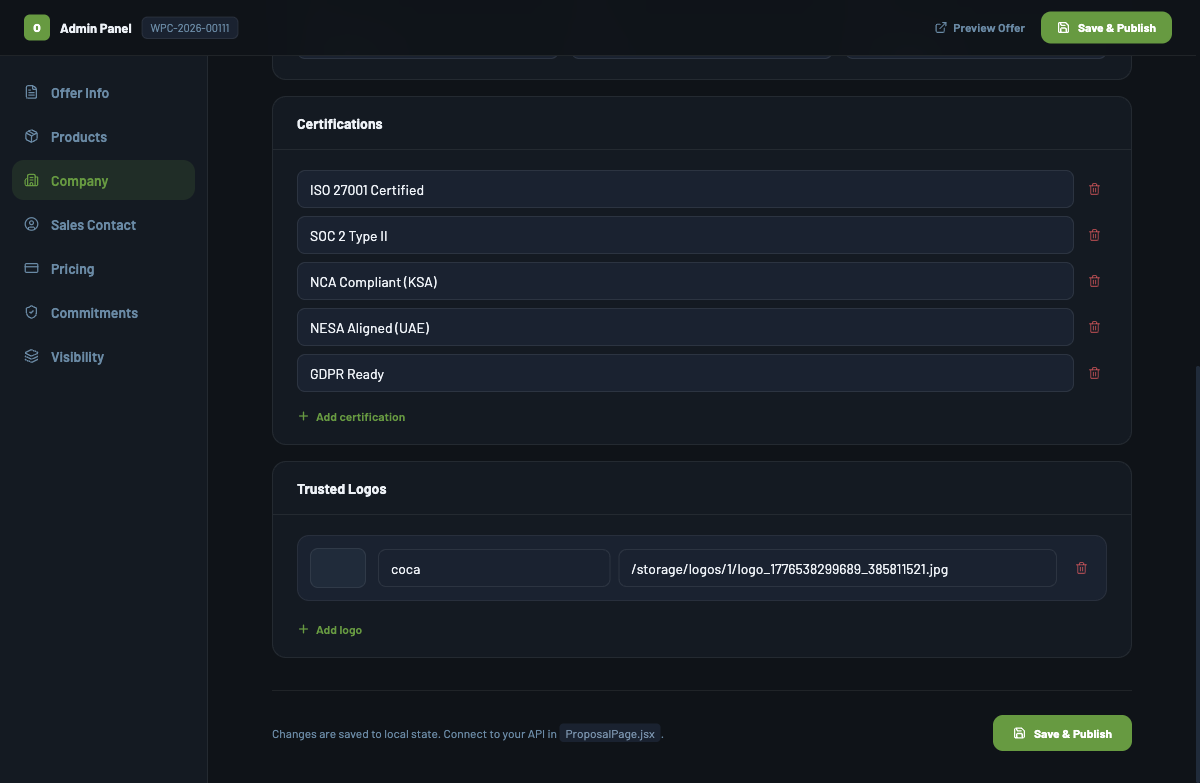 O Admin Panel WPC-2026-00111 Preview Offer Save & Publish
Offer Info
Products
Company
Sales Contact
Pricing
Commitments
Visibility
Certifications
ISO 27001 Certified
SOC 2 Type II
NCA Compliant (KSA)
NESA Aligned (UAE)
GDPR Ready
+ Add certification
Trusted Logos
coca /storage/logos/1/logo_1776538299689_385811521.jpg
+ Add logo
Changes are saved to local state. Connect to your API in ProposalPage.jsx.
Save & Publish